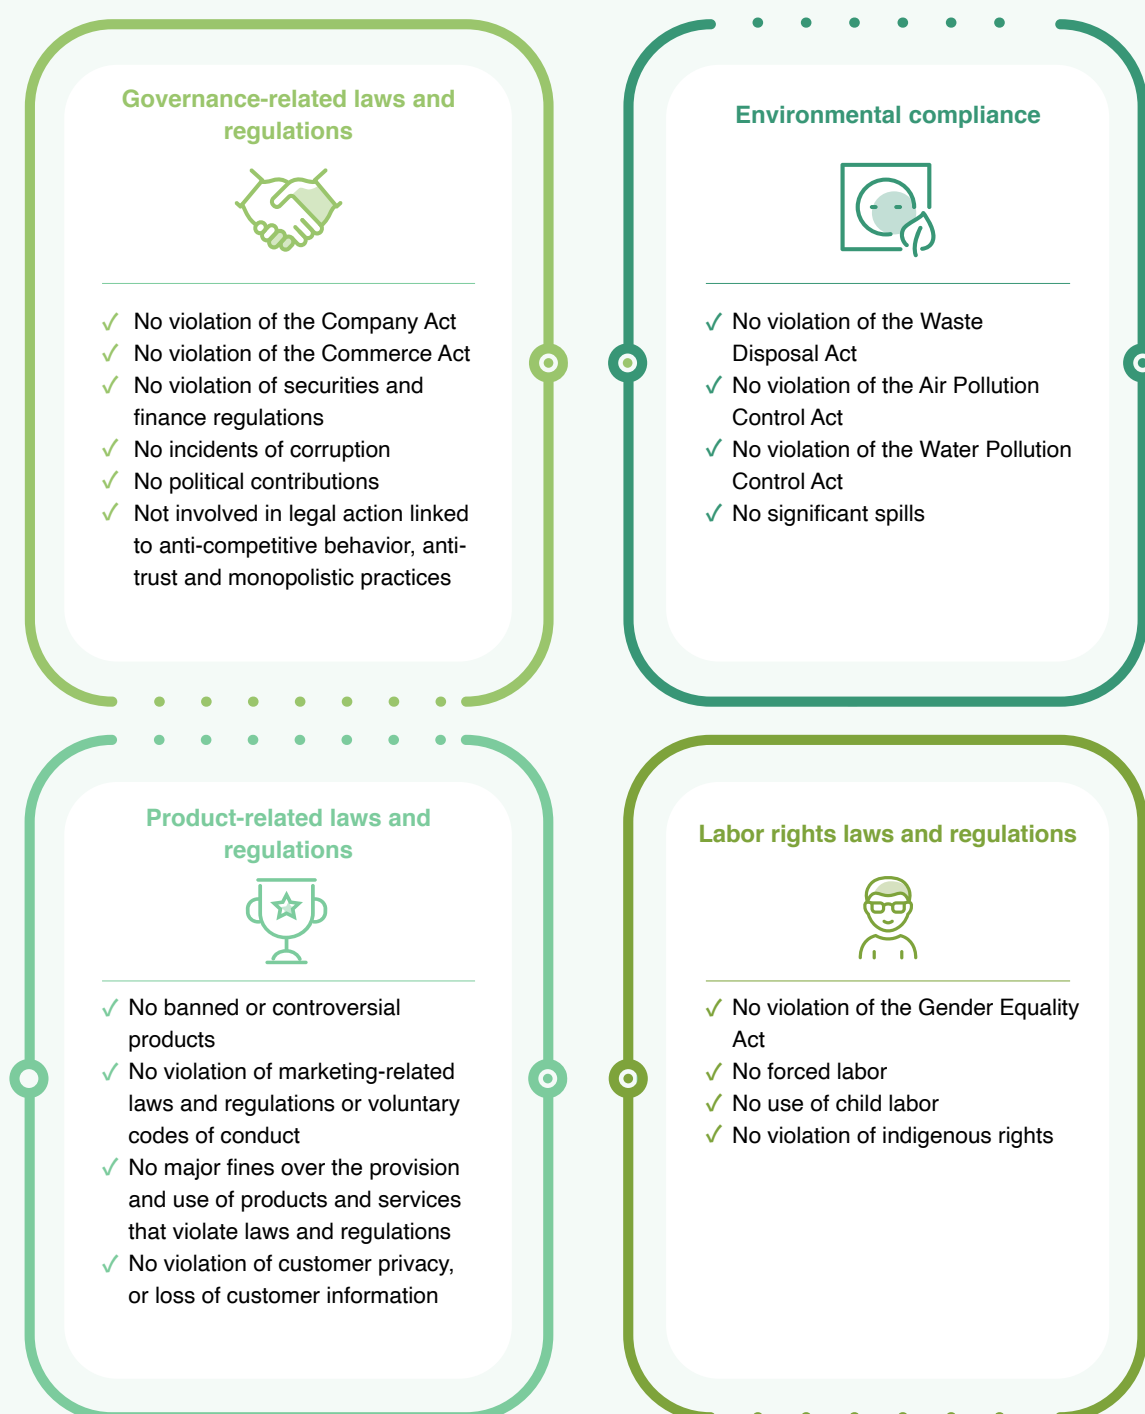 Governance-related laws and
regulations
✓ No violation of the Company Act
✓ No violation of the Commerce Act
✓ No violation of securities and
finance regulations
✓ No incidents of corruption
✓ No political contributions
✓ Not involved in legal action linked
to anti-competitive behavior, anti-
trust and monopolistic practices
Environmental compliance
✓ No violation of the Waste
Disposal Act
✓ No violation of the Air Pollution
Control Act
✓ No violation of the Water Pollution
Control Act
✓ No significant spills
Product-related laws and
regulations
✓ No banned or controversial
products
✓ No violation of marketing-related
laws and regulations or voluntary
codes of conduct
✓ No major fines over the provision
and use of products and services
that violate laws and regulations
✓ No violation of customer privacy,
or loss of customer information
Labor rights laws and regulations
✓ No violation of the Gender Equality
Act
✓ No forced labor
✓ No use of child labor
✓ No violation of indigenous rights